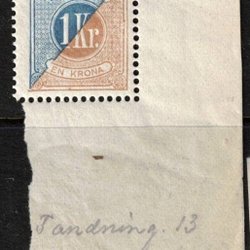 1 Kr.
EN KRONA
Tandning. 13